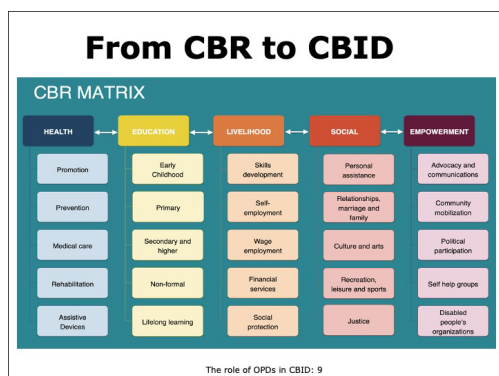 From CBR to CBID
CBR MATRIX
HEALTH
EDUCATION
LIVELIHOOD
SOCIAL
EMPOWERMENT
Promotion
Early
Childhood
Skills
development
Personal
assistance
Advocacy and
communications
Prevention
Primary
Self-
employment
Relationships,
marriage and
family
Community
mobilization
Medical care
Secondary
and higher
Wage
employment
Culture and arts
Political
participation
Rehabilitation
Non-formal
Financial
services
Recreation,
leisure and sports
Self help groups
Assistive
Devices
Lifelong learning
Social
protection
Justice
Disabled
people's
organizations
The role of OPDs in CBID: 9